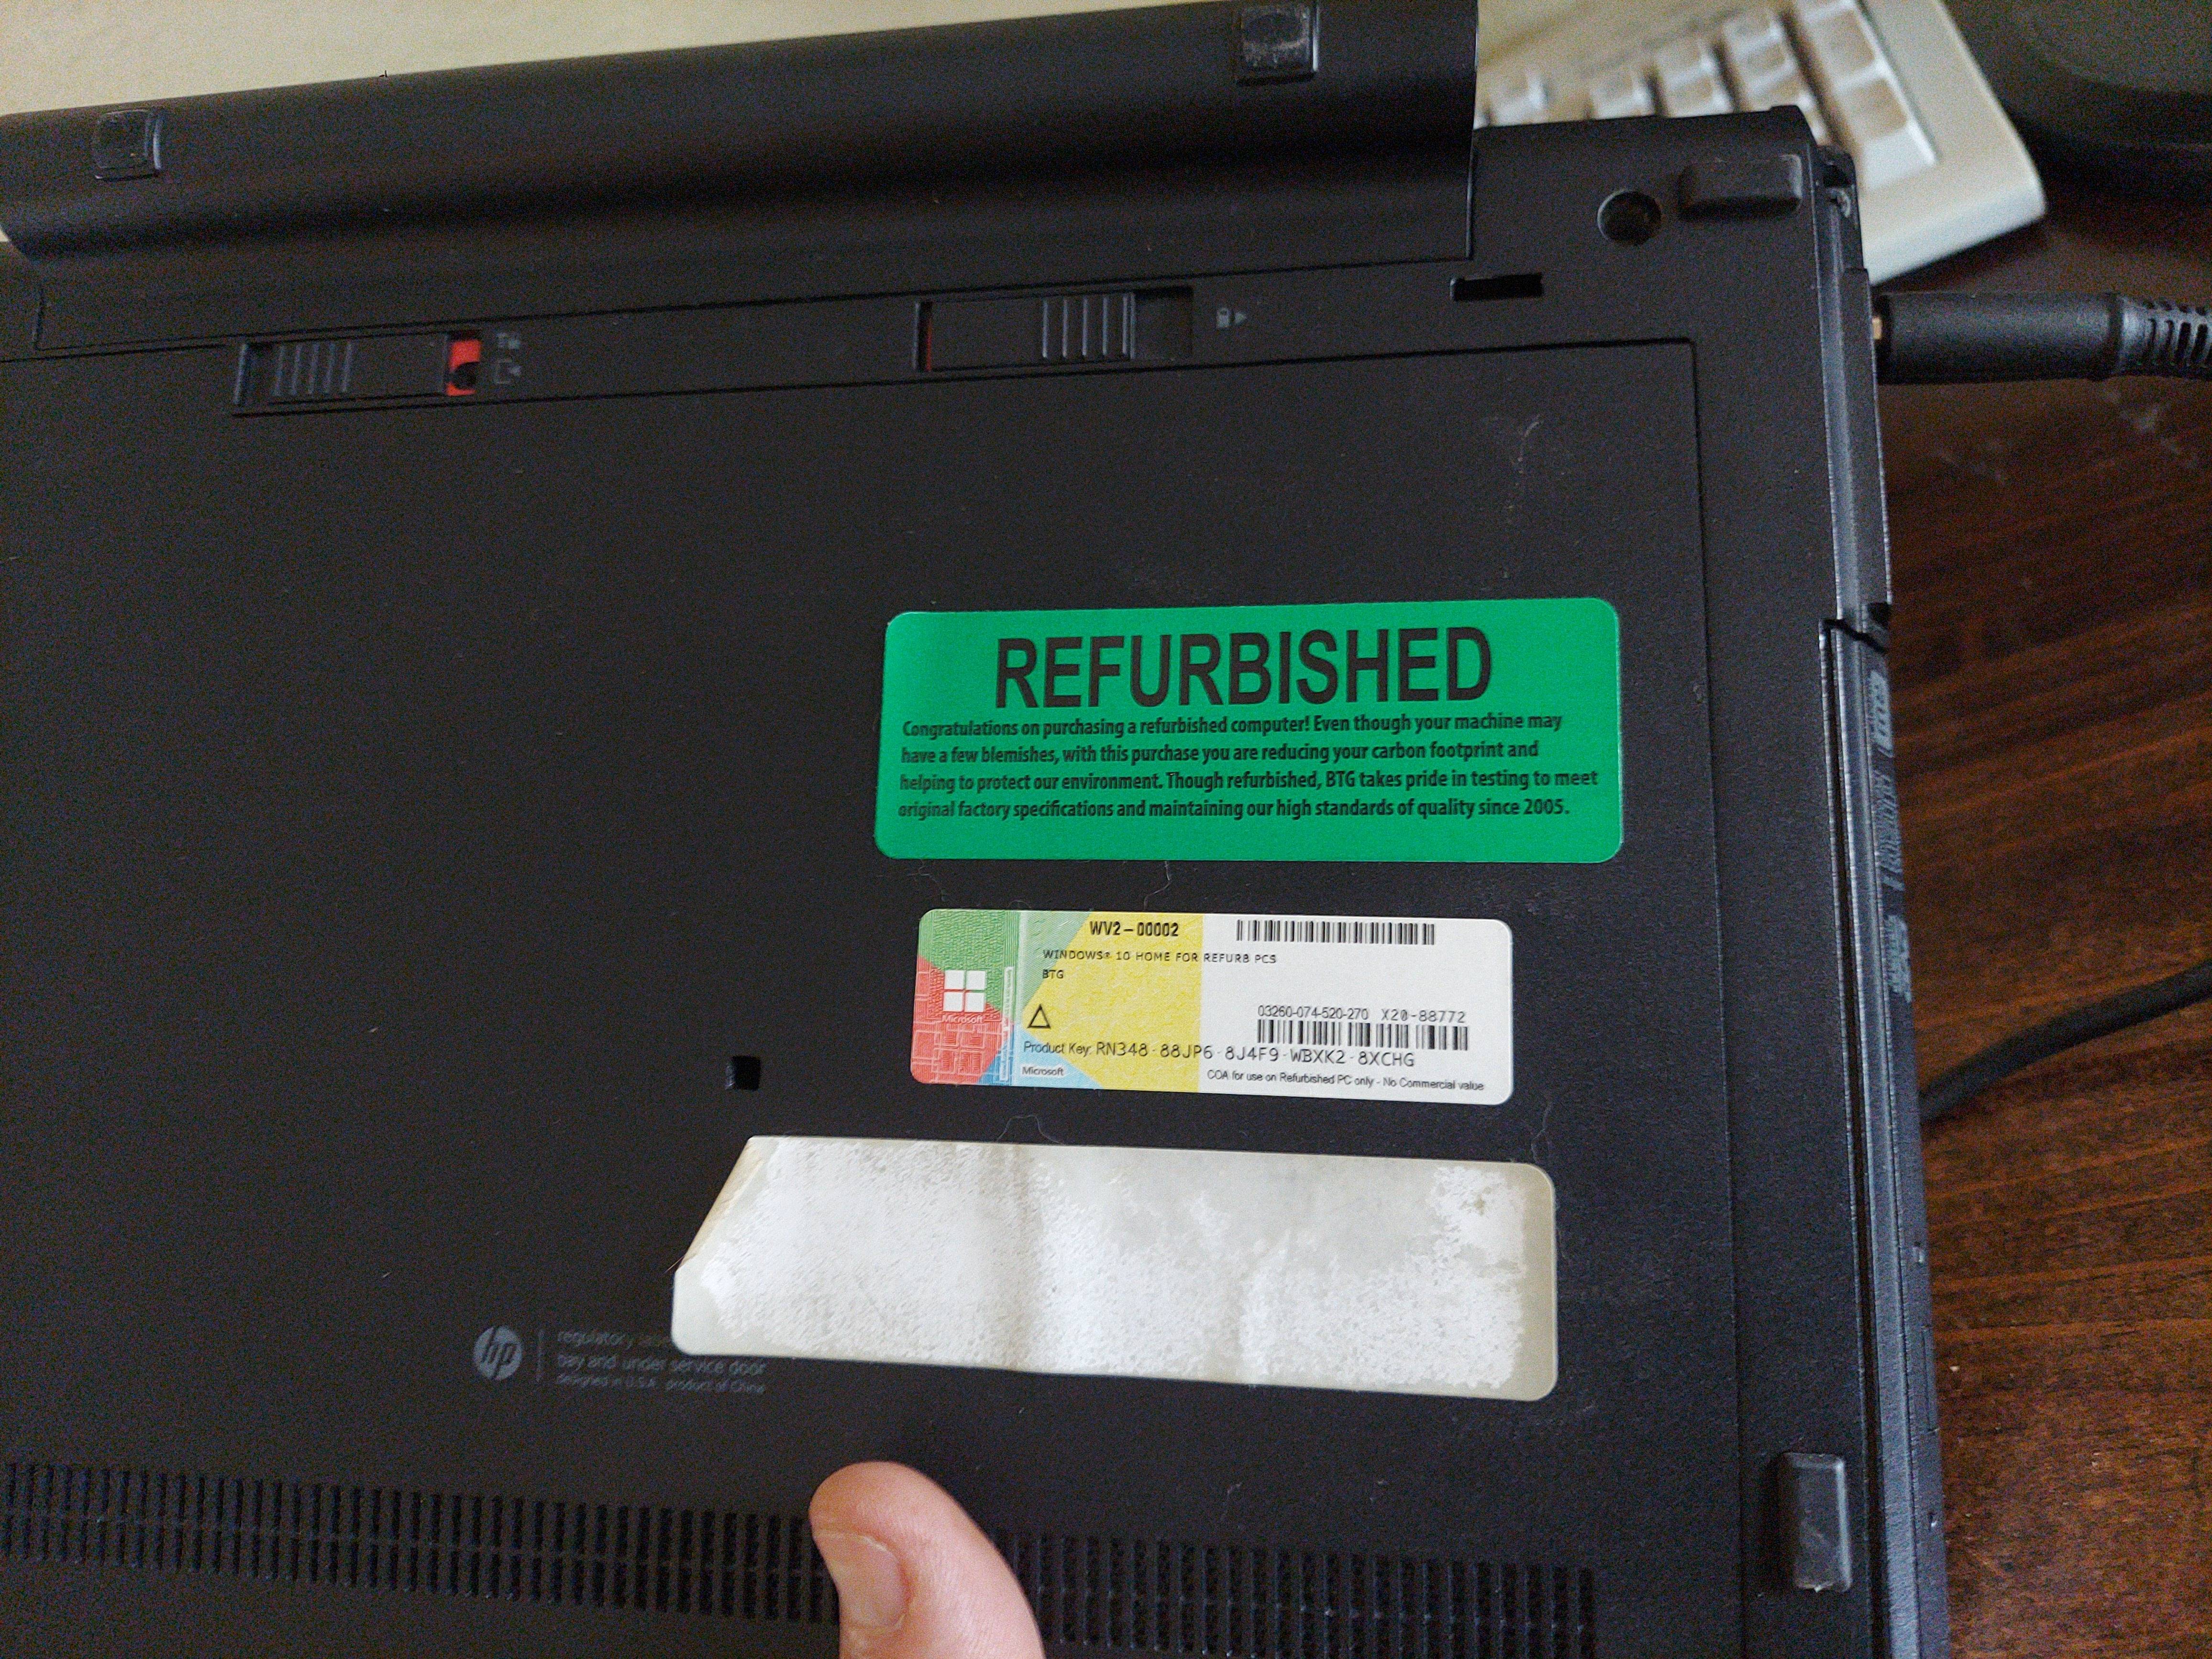 REFURBISHED
Congratulations on purchasing a refurbished computer! Even though your machine may
have a few blemishes, with this purchase you are reducing your carbon footprint and
helping to protect our environment. Though refurbished, BTG takes pride in testing to meet
original factory specifications and maintaining our high standards of quality since 2005.
WV2-00002
WINDOWS® 10 HOME FOR REFURB PCS
BTG
03260-074-520-270 X20-88772
Microsoft
Product Key: RN348-88JP6-8J4F9-WBXK2-8XCHG
Microsoft
COA for use on Refurbished PC only - No Commercial value
hp
regulatory
bay and under service door
designed in U.S.A. product of China